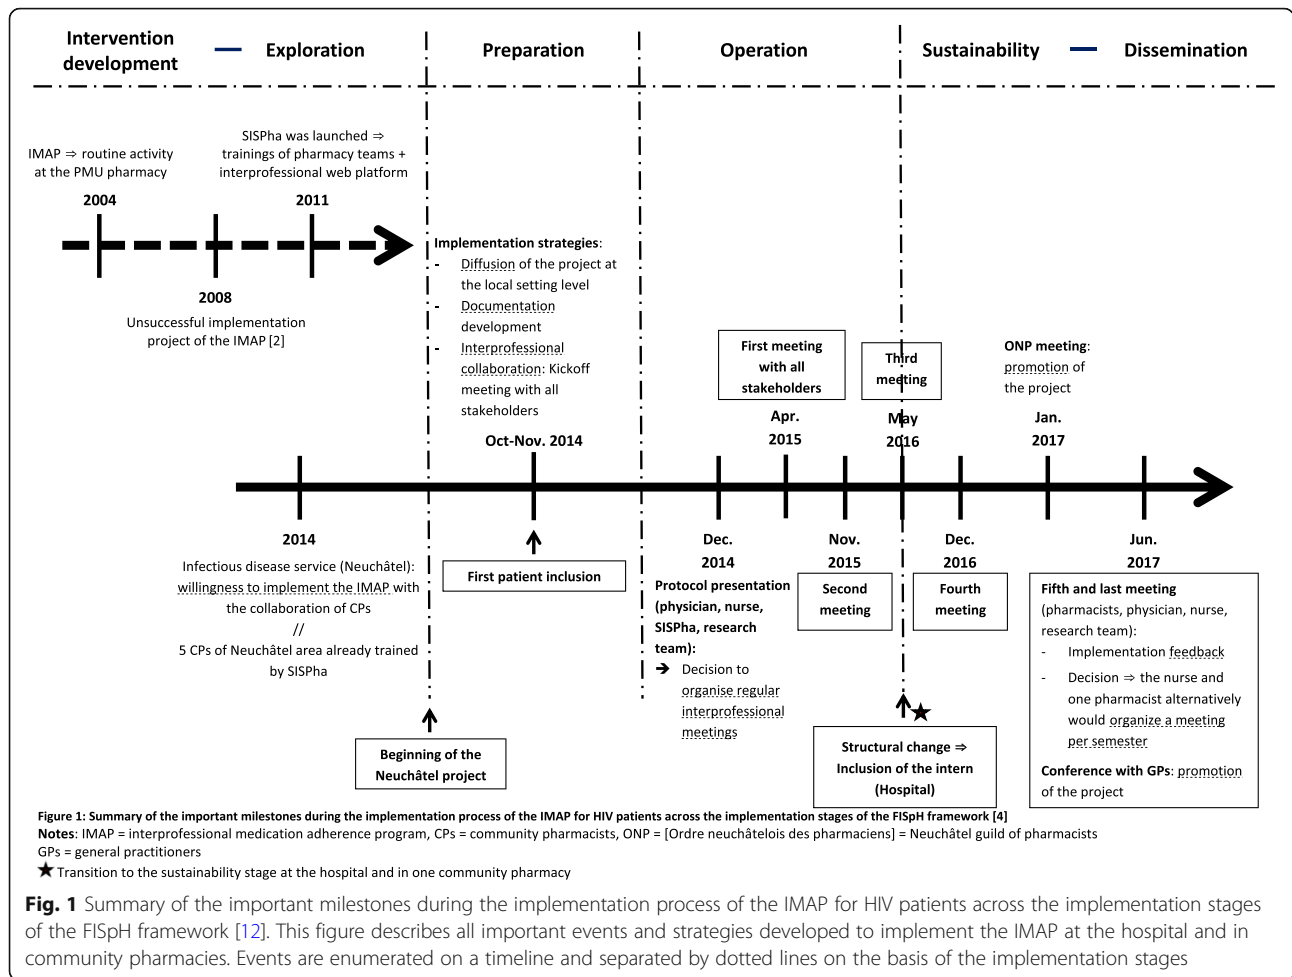 Intervention
development — Exploration
Preparation
Operation
Sustainability — Dissemination
IMAP ⇒ routine activity
at the PMU pharmacy
2004
SISPha was launched ⇒
trainings of pharmacy teams +
interprofessional web platform
2011
2008
Unsuccessful implementation
project of the IMAP [2]
Implementation strategies:
- Diffusion of the project at
the local setting level
- Documentation
development
- Interprofessional
collaboration: Kickoff
meeting with all
stakeholders
Oct-Nov. 2014
First meeting
with all
stakeholders
Apr.
2015
Third
meeting
May
2016
ONP meeting:
promotion of
the project
Jan.
2017
2014
Infectious disease service (Neuchâtel):
willingness to implement the IMAP with
the collaboration of CPs
//
5 CPs of Neuchâtel area already trained
by SISPha
Beginning of the
Neuchâtel project
First patient inclusion
Dec.
2014
Protocol presentation
(physician, nurse,
SISPha, research
team):
➔ Decision to
organise regular
interprofessional
meetings
Nov.
2015
Second
meeting
Dec.
2016
Fourth
meeting
Structural change ⇒
Inclusion of the intern
(Hospital)
Jun.
2017
Fifth and last meeting
(pharmacists, physician, nurse,
research team):
- Implementation feedback
- Decision ⇒ the nurse and
one pharmacist alternatively
would organize a meeting
per semester
Conference with GPs: promotion
of the project
Figure 1: Summary of the important milestones during the implementation process of the IMAP for HIV patients across the implementation stages of the FISpH framework [4]
Notes: IMAP = interprofessional medication adherence program, CPs = community pharmacists, ONP = [Ordre neuchâtelois des pharmaciens] = Neuchâtel guild of pharmacists
GPs = general practitioners
★ Transition to the sustainability stage at the hospital and in one community pharmacy
Fig. 1 Summary of the important milestones during the implementation process of the IMAP for HIV patients across the implementation stages
of the FISpH framework [12]. This figure describes all important events and strategies developed to implement the IMAP at the hospital and in
community pharmacies. Events are enumerated on a timeline and separated by dotted lines on the basis of the implementation stages